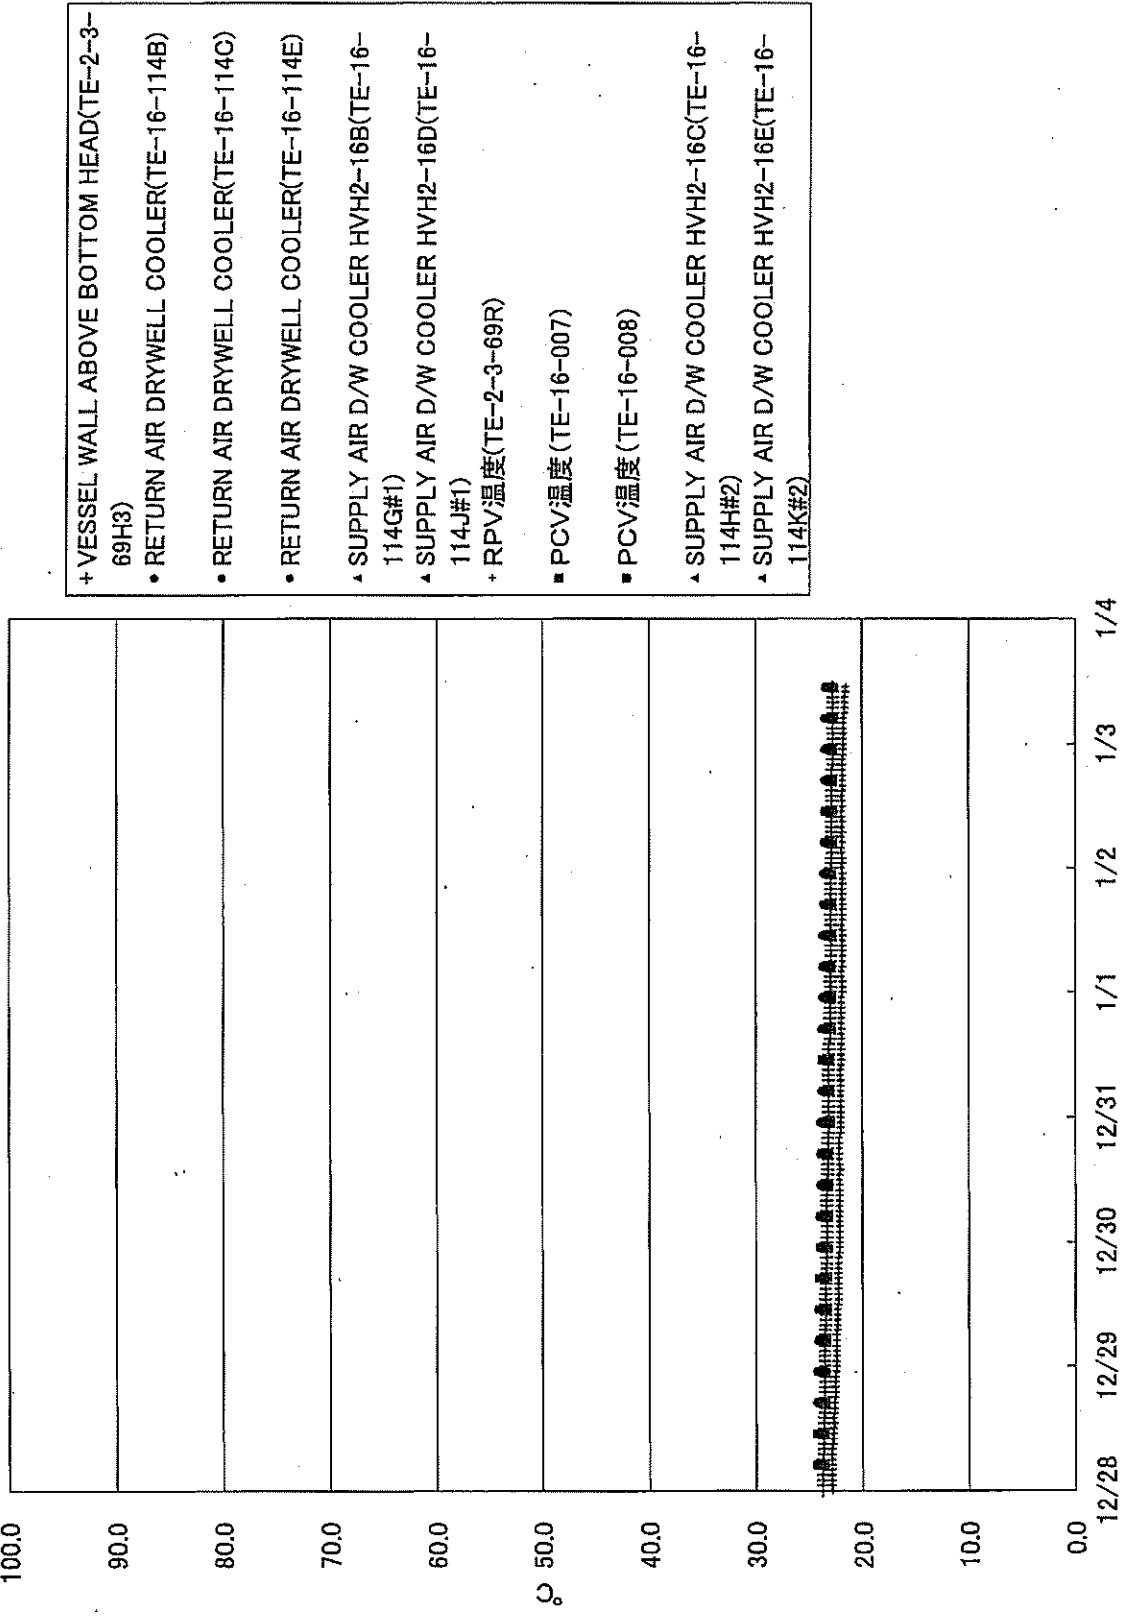 100.0
90.0
80.0
70.0
60.0
50.0
40.0
30.0
20.0
10.0
0.0
℃
12/28
12/29
12/30
12/31
1/1
1/2
1/3
1/4
+ VESSEL WALL ABOVE BOTTOM HEAD(TE-2-3-
69H3)
• RETURN AIR DRYWELL COOLER(TE-16-114B)
• RETURN AIR DRYWELL COOLER(TE-16-114C)
• RETURN AIR DRYWELL COOLER(TE-16-114E)
▲ SUPPLY AIR D/W COOLER HVH2-16B(TE-16-
114G#1)
▲ SUPPLY AIR D/W COOLER HVH2-16D(TE-16-
114J#1)
+ RPV温度(TE-2-3-69R)
■ PCV温度(TE-16-007)
■ PCV温度(TE-16-008)
▲ SUPPLY AIR D/W COOLER HVH2-16C(TE-16-
114H#2)
▲ SUPPLY AIR D/W COOLER HVH2-16E(TE-16-
114K#2)